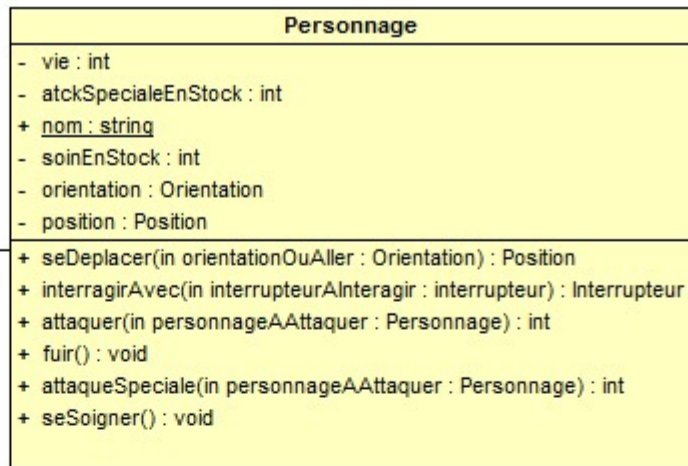 Personnage
- vie : int
- atckSpecialeEnStock : int
+ nom : string
- soinEnStock : int
- orientation : Orientation
- position : Position
+ seDeplacer(in orientationOuAller : Orientation) : Position
+ interragirAvec(in interrupteurAInteragir : interrupteur) : Interrupteur
+ attaquer(in personnageAAttaquer : Personnage) : int
+ fuir() : void
+ attaqueSpeciale(in personnageAAttaquer : Personnage) : int
+ seSoigner() : void